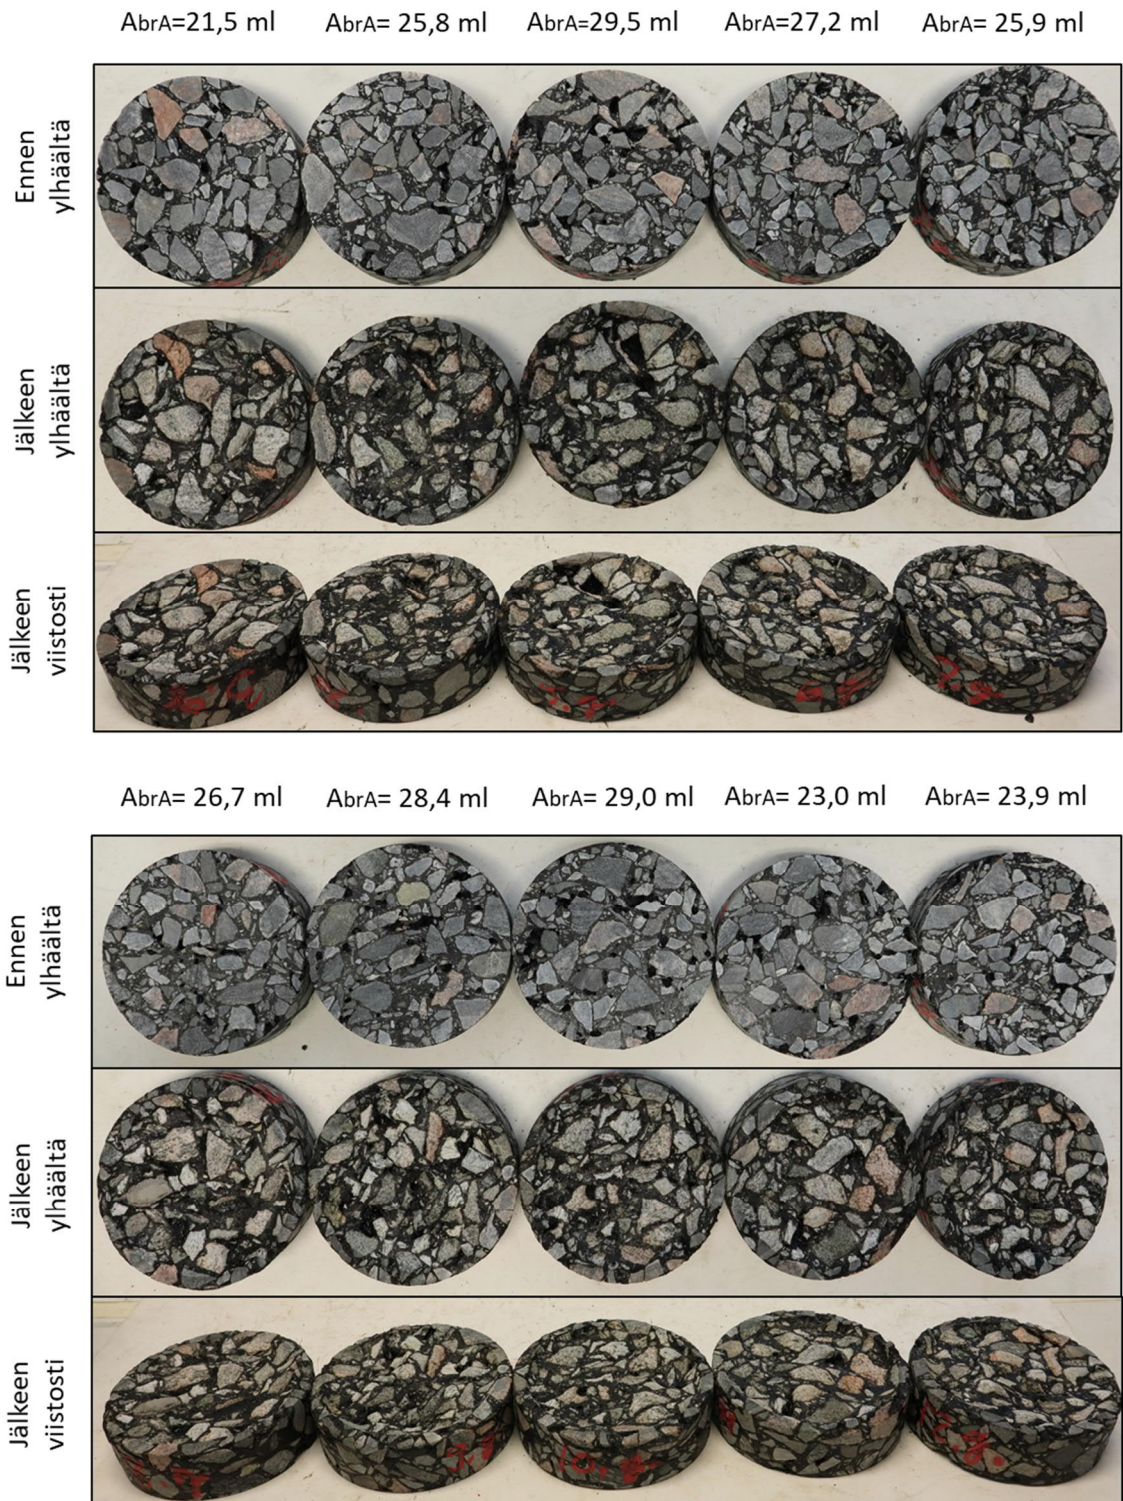 AbrA=21,5 ml AbrA= 25,8 ml AbrA=29,5 ml AbrA=27,2 ml AbrA= 25,9 ml
Ennen
ylhäältä
Jälkeen
ylhäältä
Jälkeen
viistosti
AbrA= 26,7 ml AbrA= 28,4 ml AbrA= 29,0 ml AbrA= 23,0 ml AbrA= 23,9 ml
Ennen
ylhäältä
Jälkeen
ylhäältä
Jälkeen
viistosti